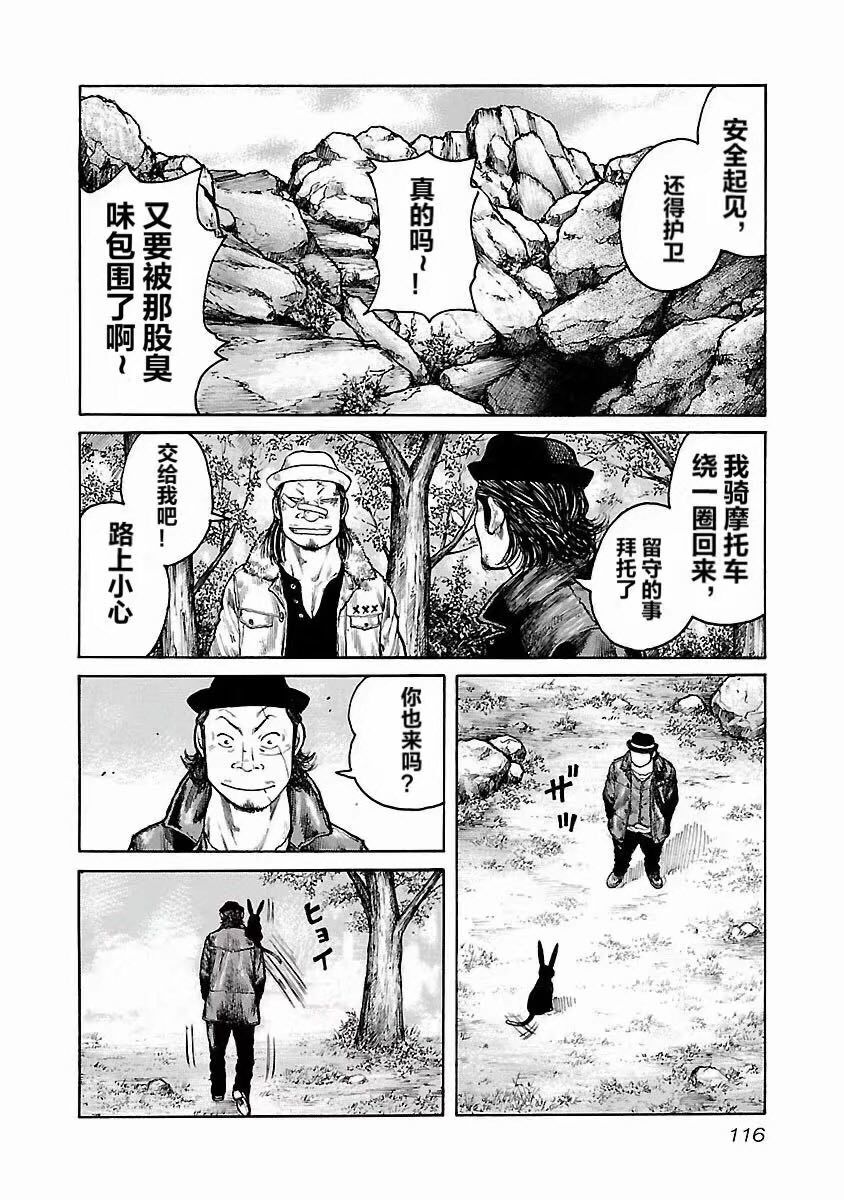 安全起见，
还得护卫
真的吗~！
又要被那股臭
味包围了啊~
我骑摩托车
绕一圈回来，
留守的事
拜托了
交给我吧！
路上小心
ザッ
你也来吗？
ヒョイ
116